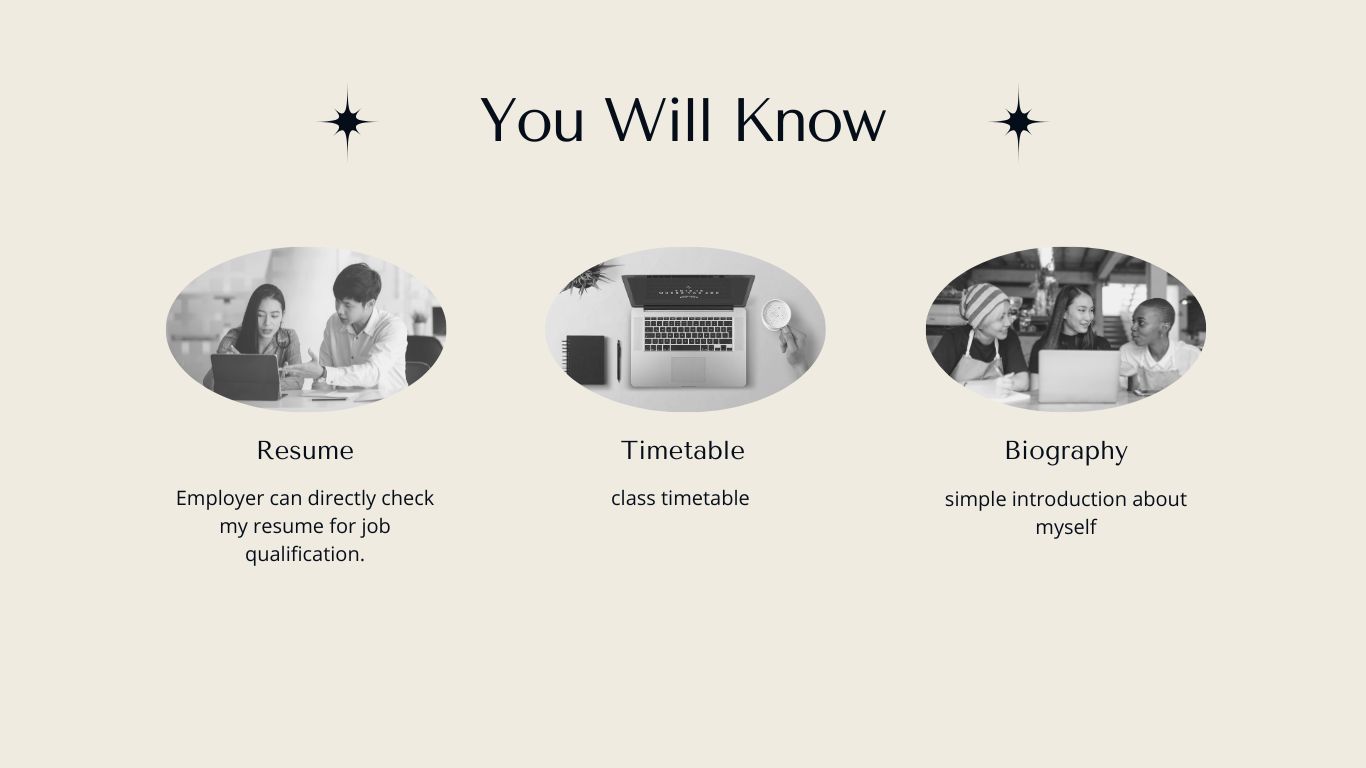 You Will Know
Resume
Employer can directly check
my resume for job
qualification.
Timetable
class timetable
Biography
simple introduction about
myself